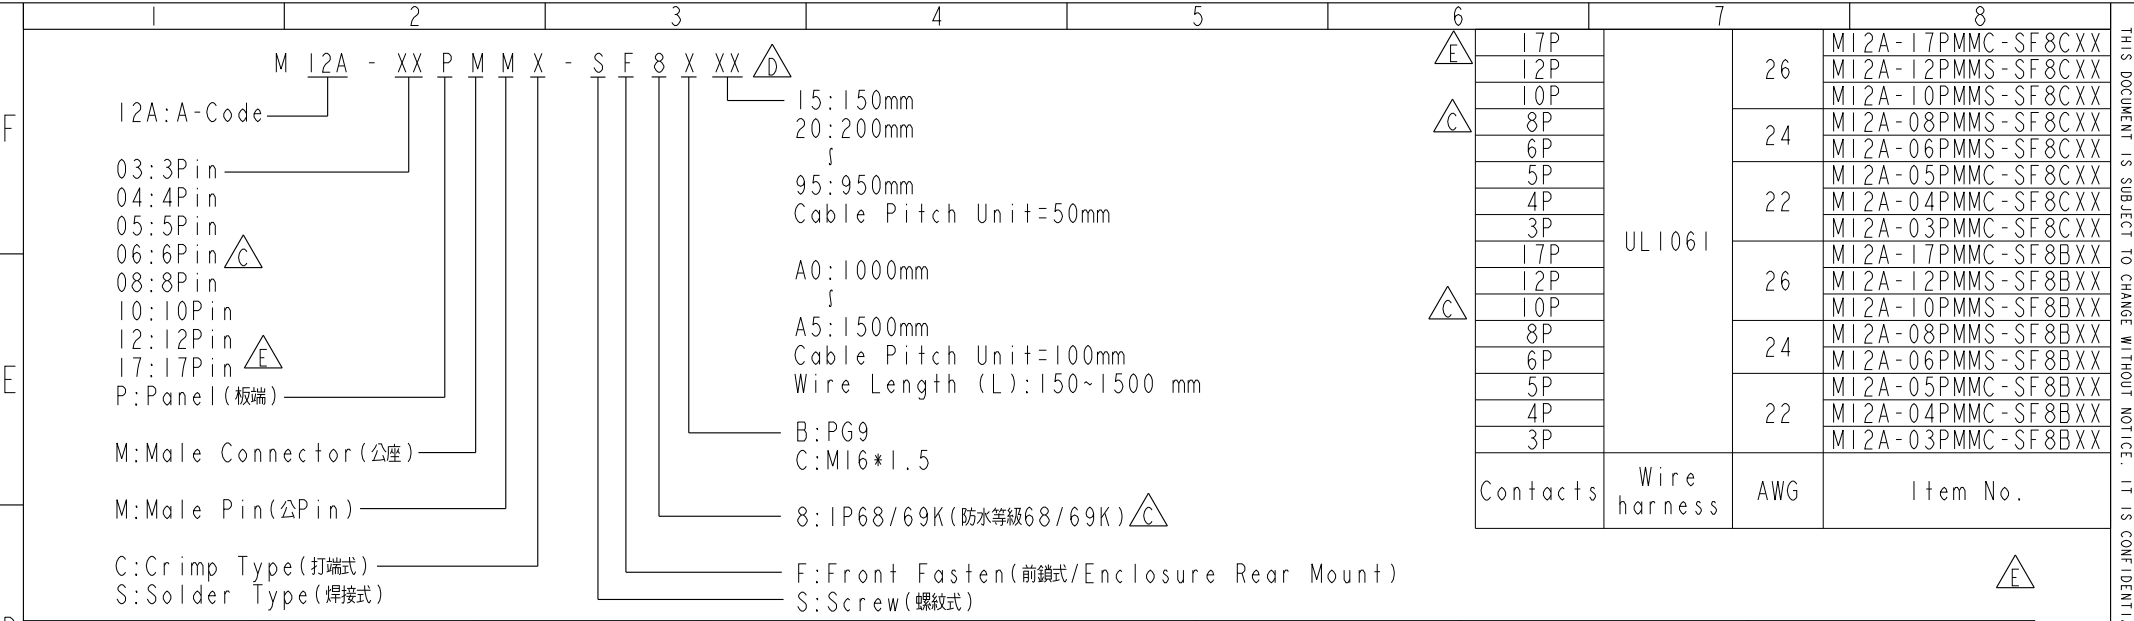 1 2 3 4 5 6 7 8
F
E
M 12A - XX P M M X - S F 8 X XX D
12A:A-Code
03:3Pin
04:4Pin
05:5Pin
06:6Pin C
08:8Pin
10:10Pin
12:12Pin
17:17Pin E
P:Panel(板端)
M:Male Connector(公座)
M:Male Pin(公Pin)
C:Crimp Type(打端式)
S:Solder Type(焊接式)
15:150mm
20:200mm
∫
95:950mm
Cable Pitch Unit=50mm
A0:1000mm
∫
A5:1500mm
Cable Pitch Unit=100mm
Wire Length (L):150~1500 mm
B:PG9
C:M16*1.5
8:IP68/69K(防水等級68/69K) C
F:Front Fasten(前鎖式/Enclosure Rear Mount)
S:Screw(螺紋式)
E 17P UL1061 26 M12A-17PMMC-SF8CXX
12P M12A-12PMMS-SF8CXX
10P M12A-10PMMS-SF8CXX
C 8P 24 M12A-08PMMS-SF8CXX
6P M12A-06PMMS-SF8CXX
5P 22 M12A-05PMMC-SF8CXX
4P M12A-04PMMC-SF8CXX
3P M12A-03PMMC-SF8CXX
17P 26 M12A-17PMMC-SF8BXX
12P M12A-12PMMS-SF8BXX
C 10P M12A-10PMMS-SF8BXX
8P 24 M12A-08PMMS-SF8BXX
6P M12A-06PMMS-SF8BXX
5P 22 M12A-05PMMC-SF8BXX
4P M12A-04PMMC-SF8BXX
3P M12A-03PMMC-SF8BXX
Contacts Wire harness AWG Item No.
E
THIS DOCUMENT IS SUBJECT TO CHANGE WITHOUT NOTICE. IT IS